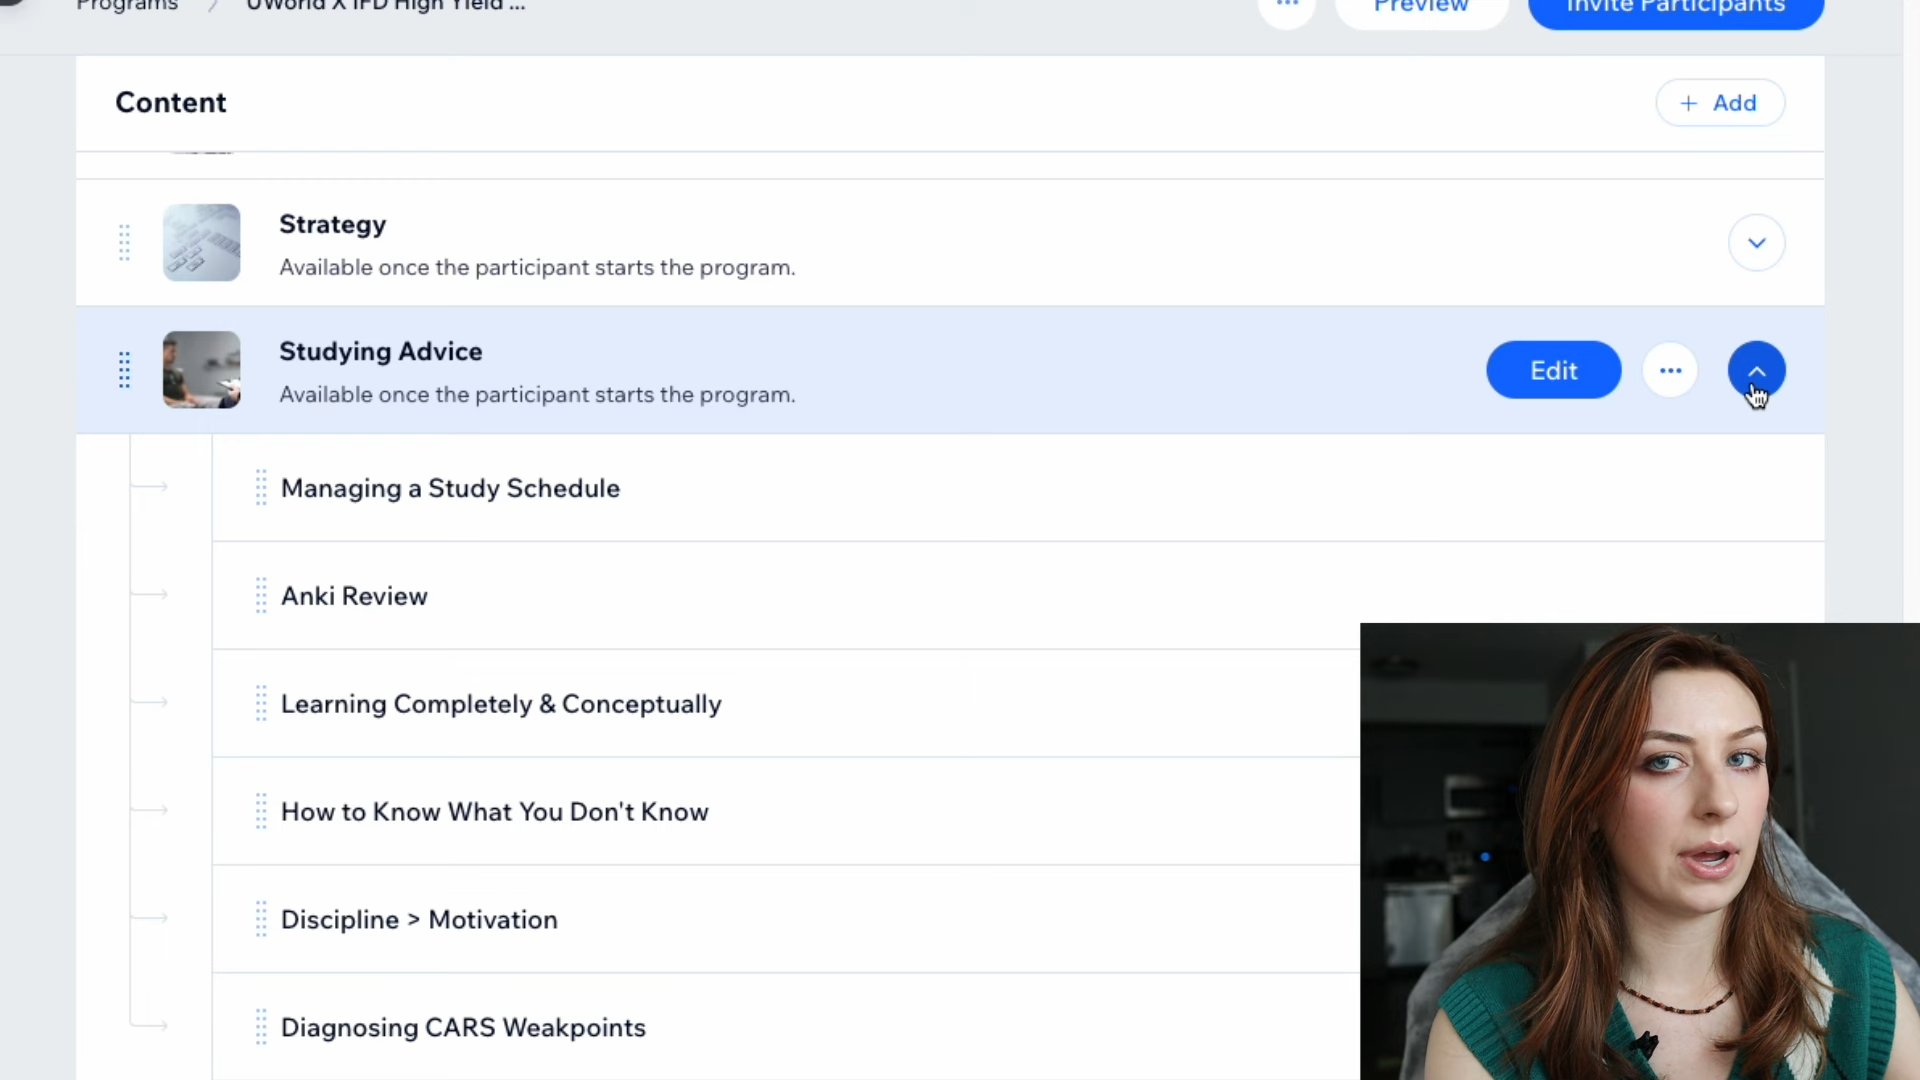 Programs
UWorld X IFD High Yield ...
Preview
Invite Participants
Content
+ Add
Strategy
Available once the participant starts the program.
Studying Advice
Available once the participant starts the program.
Edit
Managing a Study Schedule
Anki Review
Learning Completely & Conceptually
How to Know What You Don't Know
Discipline > Motivation
Diagnosing CARS Weakpoints